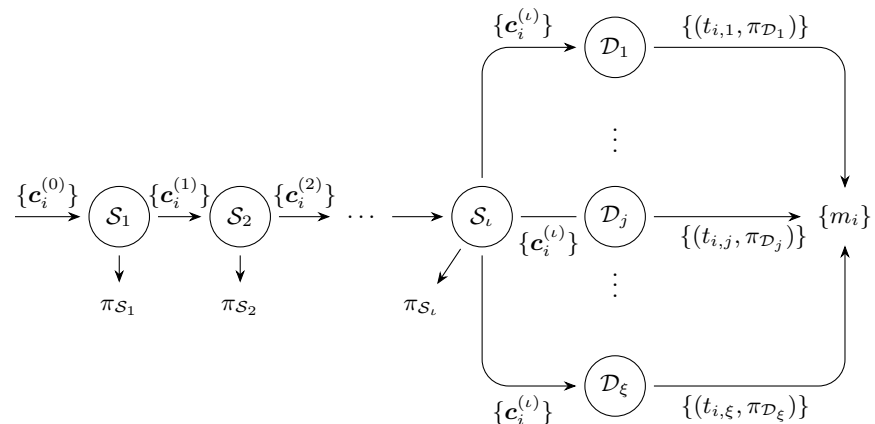 {𝒄_i^{(ι)}}
𝒟_1
{(t_{i,1}, π_{𝒟_1})}
⋮
{𝒄_i^{(0)}}
𝒮_1
{𝒄_i^{(1)}}
𝒮_2
{𝒄_i^{(2)}}
⋯
𝒮_ι
{𝒄_i^{(ι)}}
𝒟_j
{(t_{i,j}, π_{𝒟_j})}
{m_i}
⋮
π_{𝒮_1}
π_{𝒮_2}
π_{𝒮_ι}
{𝒄_i^{(ι)}}
𝒟_ξ
{(t_{i,ξ}, π_{𝒟_ξ})}